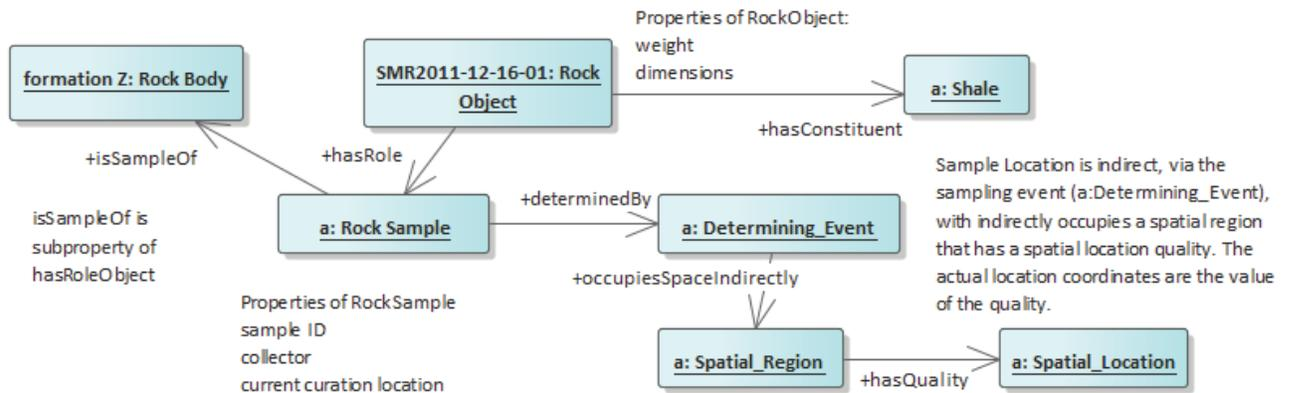 Properties of RockObject:
weight
dimensions
formation Z: Rock Body
SMR2011-12-16-01: Rock
Object
a: Shale
+hasConstituent
+isSampleOf
+hasRole
Sample Location is indirect, via the
sampling event (a:Determining_Event),
with indirectly occupies a spatial region
that has a spatial location quality. The
actual location coordinates are the value
of the quality.
isSampleOf is
subproperty of
hasRoleObject
a: Rock Sample
+determinedBy
a: Determining_Event
+occupiesSpaceIndirectly
Properties of RockSample
sample ID
collector
current curation location
a: Spatial_Region
+hasQuality
a: Spatial_Location